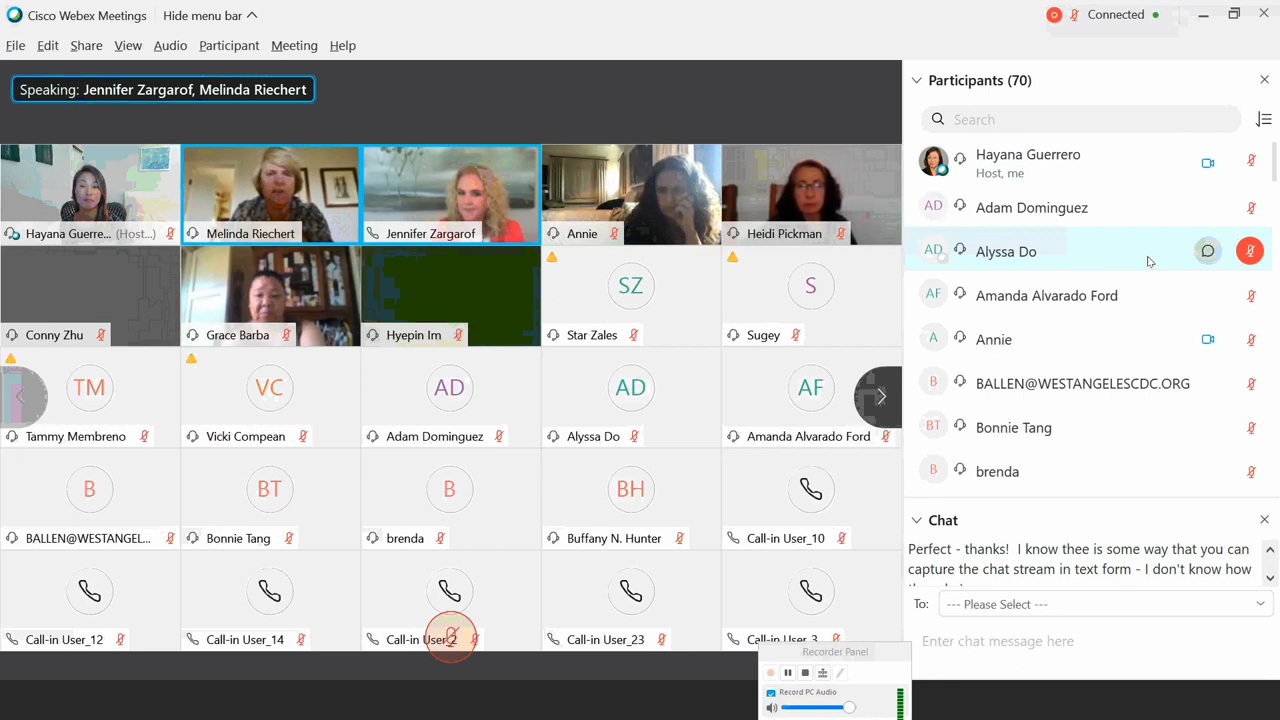 Cisco Webex Meetings
Hide menu bar
Connected
File Edit Share View Audio Participant Meeting Help
Speaking: Jennifer Zargarof, Melinda Riechert
Hayana Guerre... (Host...
Melinda Riechert
Jennifer Zargarof
Annie
Heidi Pickman
Conny Zhu
Grace Barba
Hyepin Im
SZ
Star Zales
S
Sugey
TM
Tammy Membreno
VC
Vicki Compean
AD
Adam Dominguez
AD
Alyssa Do
AF
Amanda Alvarado Ford
B
BALLEN@WESTANGEL...
BT
Bonnie Tang
B
brenda
BH
Buffany N. Hunter
Call-in User_10
Call-in User_12
Call-in User_14
Call-in User_2
Call-in User_23
Call-in User_3
Participants (70)
Search
Hayana Guerrero
Host, me
AD
Adam Dominguez
AD
Alyssa Do
AF
Amanda Alvarado Ford
A
Annie
B
BALLEN@WESTANGELESCDC.ORG
BT
Bonnie Tang
B
brenda
Chat
Perfect - thanks! I know thee is some way that you can
capture the chat stream in text form - I don't know how
To: --- Please Select ---
Enter chat message here
Recorder Panel
Record PC Audio